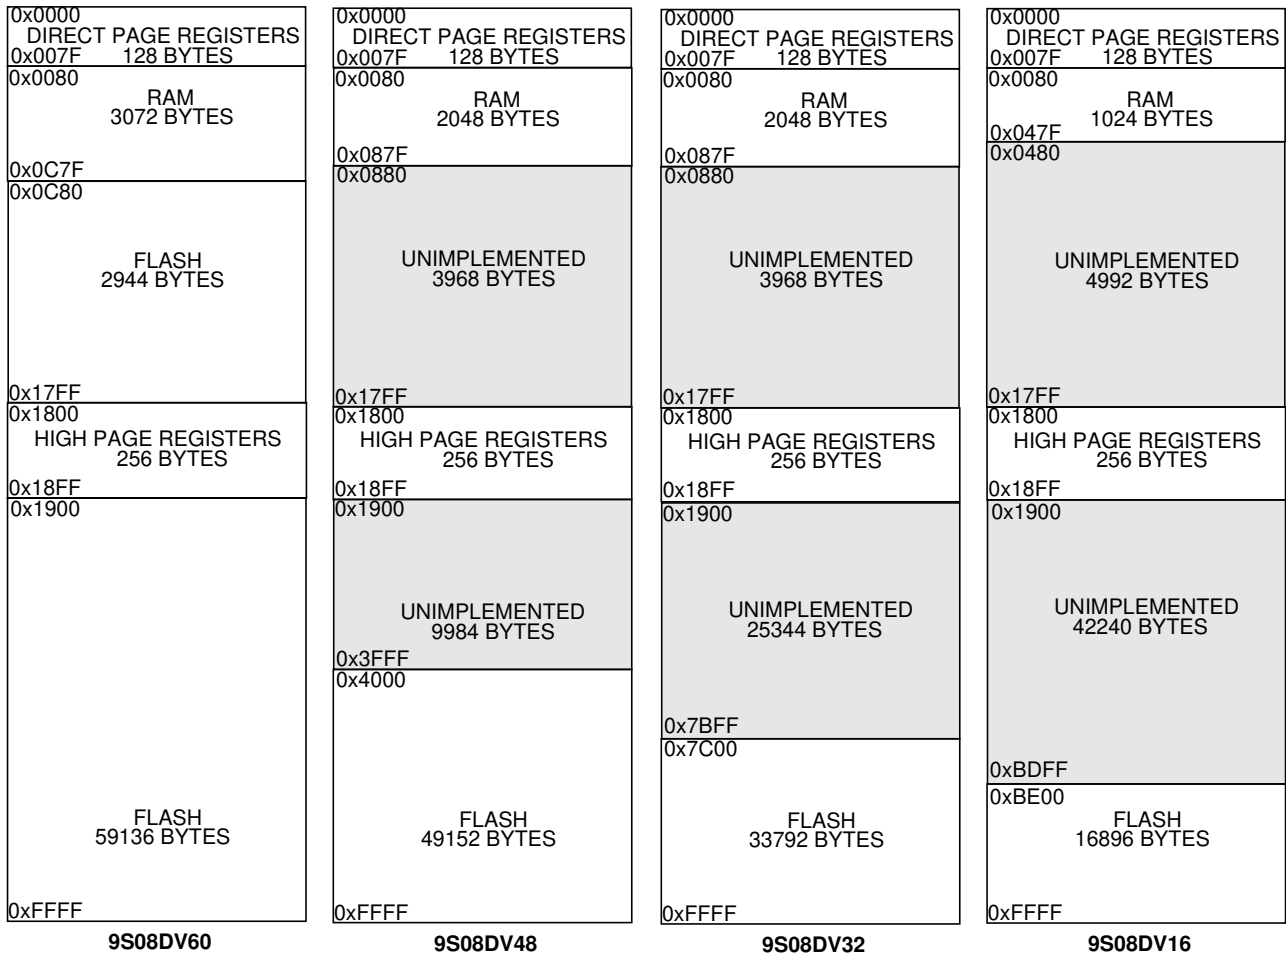 0x0000
DIRECT PAGE REGISTERS
0x007F 128 BYTES
0x0080
RAM
3072 BYTES
0x0C7F
0x0C80
FLASH
2944 BYTES
0x17FF
0x1800
HIGH PAGE REGISTERS
256 BYTES
0x18FF
0x1900
FLASH
59136 BYTES
0xFFFF
9S08DV60
0x0000
DIRECT PAGE REGISTERS
0x007F 128 BYTES
0x0080
RAM
2048 BYTES
0x087F
0x0880
UNIMPLEMENTED
3968 BYTES
0x17FF
0x1800
HIGH PAGE REGISTERS
256 BYTES
0x18FF
0x1900
UNIMPLEMENTED
9984 BYTES
0x3FFF
0x4000
FLASH
49152 BYTES
0xFFFF
9S08DV48
0x0000
DIRECT PAGE REGISTERS
0x007F 128 BYTES
0x0080
RAM
2048 BYTES
0x087F
0x0880
UNIMPLEMENTED
3968 BYTES
0x17FF
0x1800
HIGH PAGE REGISTERS
256 BYTES
0x18FF
0x1900
UNIMPLEMENTED
25344 BYTES
0x7BFF
0x7C00
FLASH
33792 BYTES
0xFFFF
9S08DV32
0x0000
DIRECT PAGE REGISTERS
0x007F 128 BYTES
0x0080
RAM
1024 BYTES
0x047F
0x0480
UNIMPLEMENTED
4992 BYTES
0x17FF
0x1800
HIGH PAGE REGISTERS
256 BYTES
0x18FF
0x1900
UNIMPLEMENTED
42240 BYTES
0xBDFF
0xBE00
FLASH
16896 BYTES
0xFFFF
9S08DV16